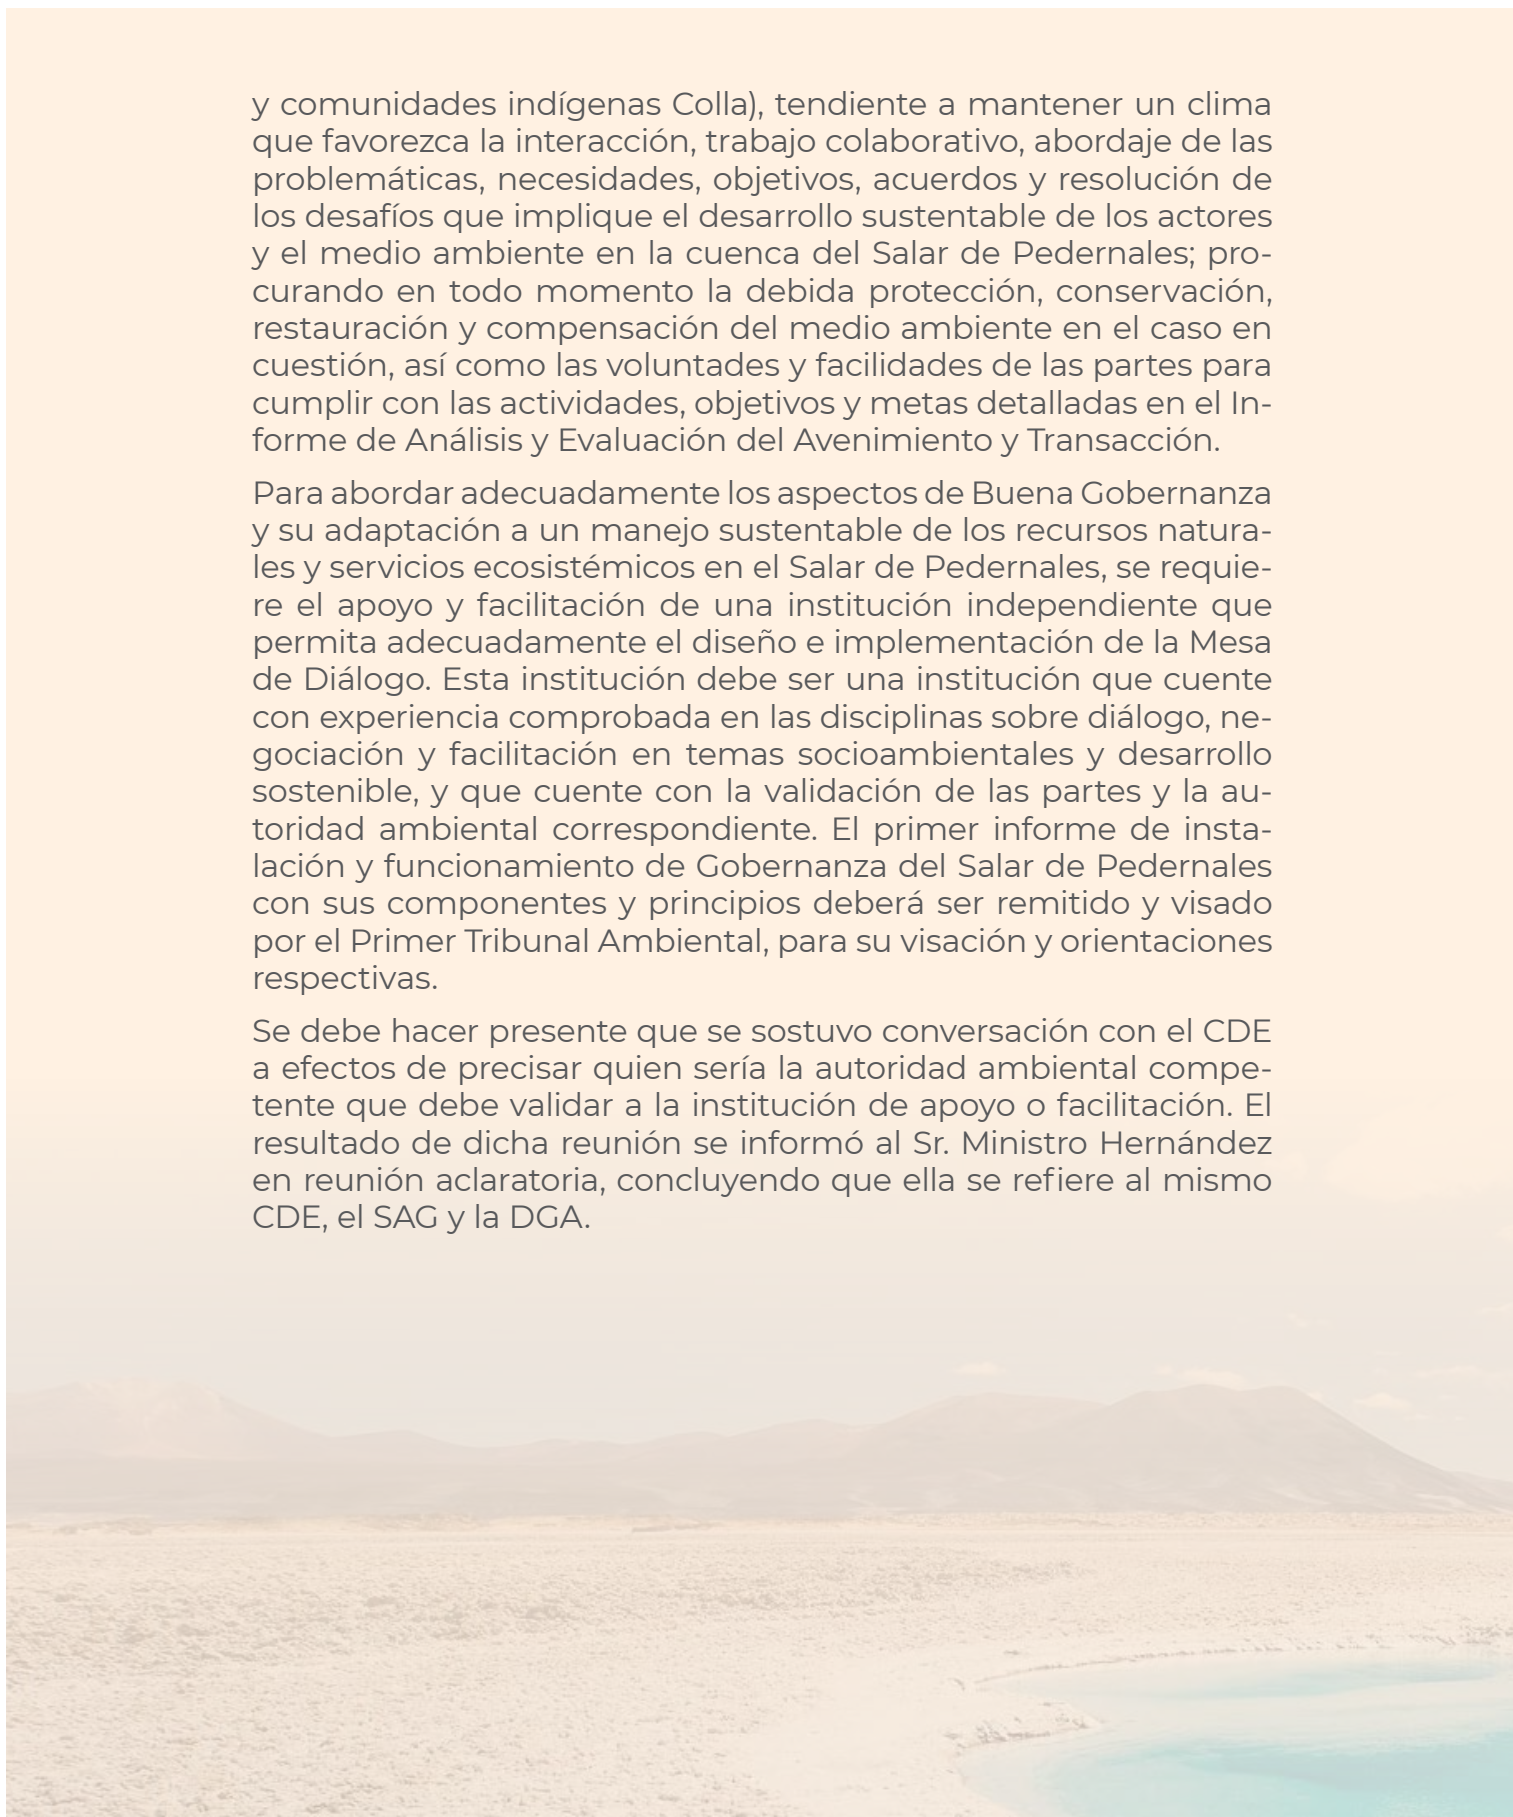 y comunidades indígenas Colla), tendiente a mantener un clima
que favorezca la interacción, trabajo colaborativo, abordaje de las
problemáticas, necesidades, objetivos, acuerdos y resolución de
los desafíos que implique el desarrollo sustentable de los actores
y el medio ambiente en la cuenca del Salar de Pedernales; pro-
curando en todo momento la debida protección, conservación,
restauración y compensación del medio ambiente en el caso en
cuestión, así como las voluntades y facilidades de las partes para
cumplir con las actividades, objetivos y metas detalladas en el In-
forme de Análisis y Evaluación del Avenimiento y Transacción.
Para abordar adecuadamente los aspectos de Buena Gobernanza
y su adaptación a un manejo sustentable de los recursos natura-
les y servicios ecosistémicos en el Salar de Pedernales, se requie-
re el apoyo y facilitación de una institución independiente que
permita adecuadamente el diseño e implementación de la Mesa
de Diálogo. Esta institución debe ser una institución que cuente
con experiencia comprobada en las disciplinas sobre diálogo, ne-
gociación y facilitación en temas socioambientales y desarrollo
sostenible, y que cuente con la validación de las partes y la au-
toridad ambiental correspondiente. El primer informe de insta-
lación y funcionamiento de Gobernanza del Salar de Pedernales
con sus componentes y principios deberá ser remitido y visado
por el Primer Tribunal Ambiental, para su visación y orientaciones
respectivas.
Se debe hacer presente que se sostuvo conversación con el CDE
a efectos de precisar quien sería la autoridad ambiental compe-
tente que debe validar a la institución de apoyo o facilitación. El
resultado de dicha reunión se informó al Sr. Ministro Hernández
en reunión aclaratoria, concluyendo que ella se refiere al mismo
CDE, el SAG y la DGA.